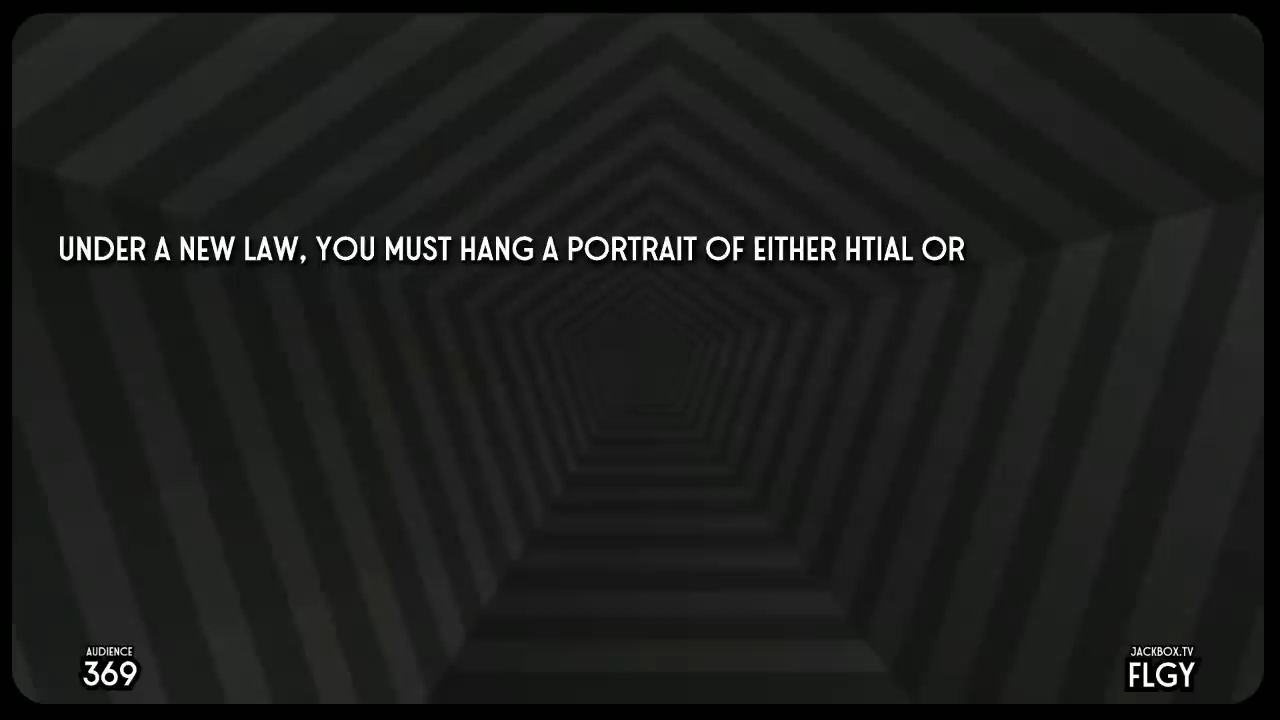 UNDER A NEW LAW, YOU MUST HANG A PORTRAIT OF EITHER HTIAL OR
AUDIENCE
369
JACKBOX.TV
FLGY